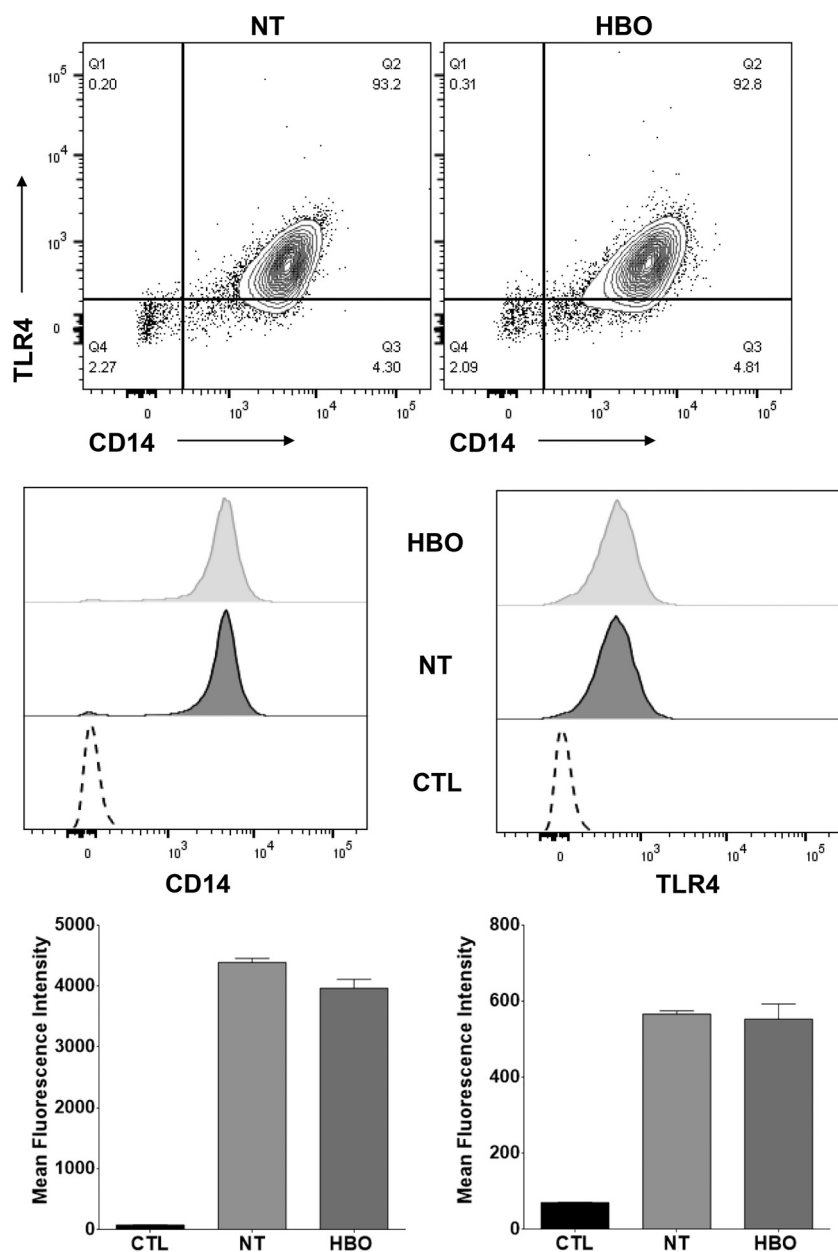 NT HBO
Q1 Q2 Q1 Q2
0.20 93.2 0.31 92.8
10^5
10^4
10^3
0
TLR4
Q4 Q3 Q4 Q3
2.27 4.30 2.09 4.81
0 10^3 10^4 10^5 0 10^3 10^4 10^5
CD14 CD14
HBO
NT
CTL
0 10^3 10^4 10^5 0 10^3 10^4 10^5
CD14 TLR4
Mean Fluorescence Intensity
5000
4000
3000
2000
1000
0
CTL NT HBO
Mean Fluorescence Intensity
800
600
400
200
0
CTL NT HBO